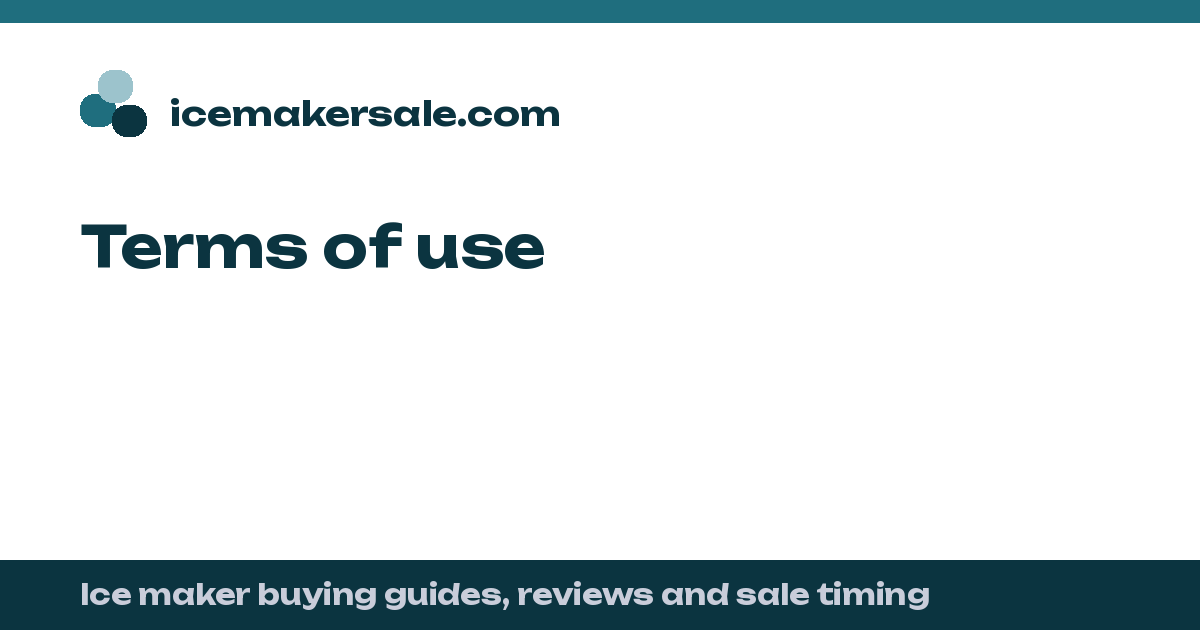 icemakersale.com
Terms of use
Ice maker buying guides, reviews and sale timing